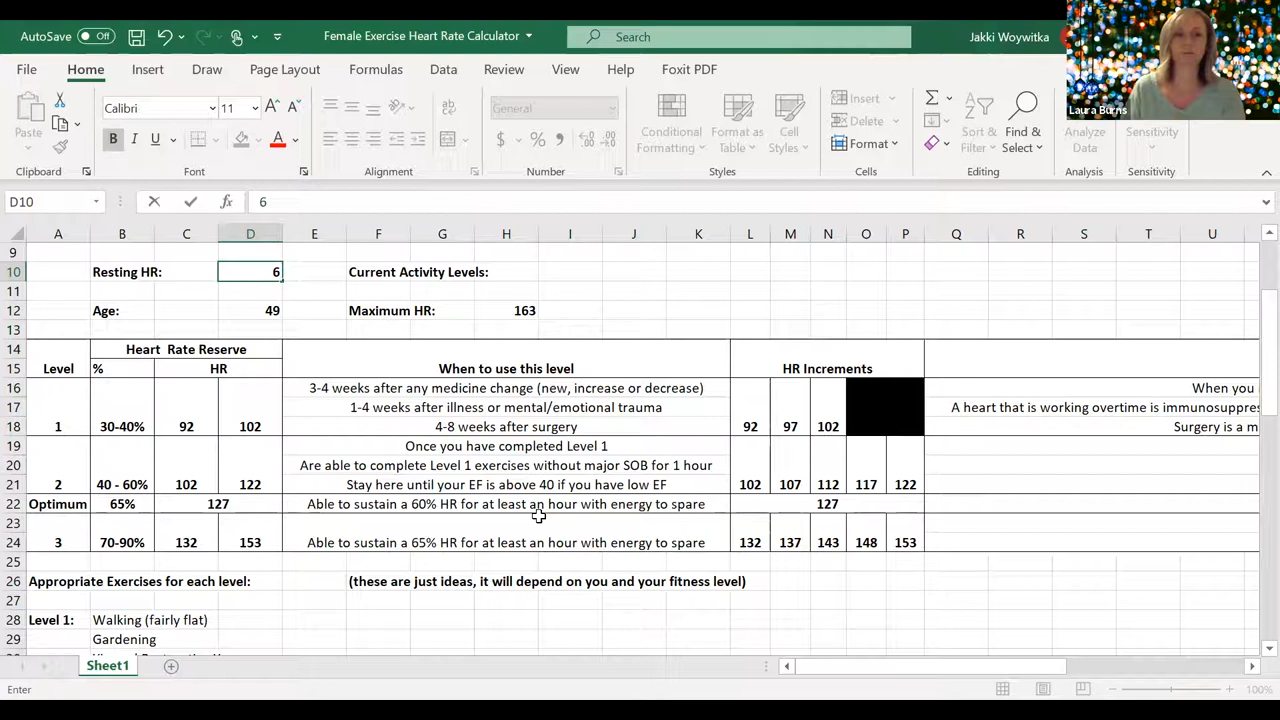 AutoSave Off Female Exercise Heart Rate Calculator Search Jakki Woywitka
File Home Insert Draw Page Layout Formulas Data Review View Help Foxit PDF
Laura Burns
Calibri 11 General Insert
Paste B I U A $ % Conditional Formatting Format as Table Cell Styles Delete Format Sort & Filter Find & Select Analyze Data Sensitivity
Clipboard Font Alignment Number Styles Cells Editing Analysis Sensitivity
D10 fx 6
A B C D E F G H I J K L M N O P Q R S T U
9
10 Resting HR: 6 Current Activity Levels:
11
12 Age: 49 Maximum HR: 163
13
14 Heart Rate Reserve
15 Level % HR When to use this level HR Increments
16 3-4 weeks after any medicine change (new, increase or decrease) When you
17 1-4 weeks after illness or mental/emotional trauma A heart that is working overtime is immunosuppres
18 1 30-40% 92 102 4-8 weeks after surgery 92 97 102 Surgery is a m
19 Once you have completed Level 1
20 Are able to complete Level 1 exercises without major SOB for 1 hour
21 2 40 - 60% 102 122 Stay here until your EF is above 40 if you have low EF 102 107 112 117 122
22 Optimum 65% 127 Able to sustain a 60% HR for at least an hour with energy to spare 127
23
24 3 70-90% 132 153 Able to sustain a 65% HR for at least an hour with energy to spare 132 137 143 148 153
25
26 Appropriate Exercises for each level: (these are just ideas, it will depend on you and your fitness level)
27
28 Level 1: Walking (fairly flat)
29 Gardening
Sheet1
Enter 100%